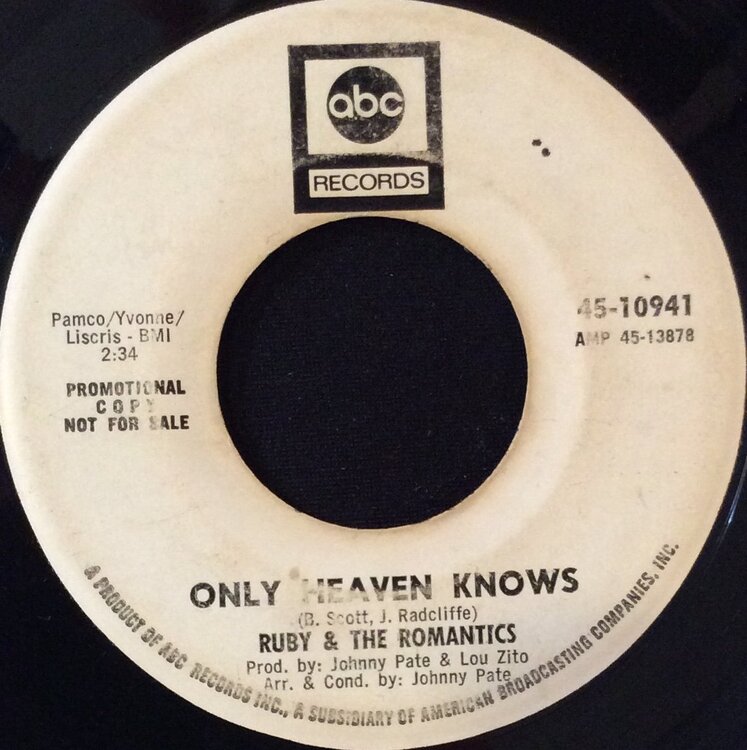 abc
RECORDS
Pamco/Yvonne/
Liscris - BMI
2:34
PROMOTIONAL
COPY
NOT FOR SALE
45-10941
AMP 45-13878
ONLY HEAVEN KNOWS
(B. Scott, J. Radcliffe)
RUBY & THE ROMANTICS
Prod. by: Johnny Pate & Lou Zito
Arr. & Cond. by: Johnny Pate
A PRODUCT OF ABC RECORDS INC., A SUBSIDIARY OF AMERICAN BROADCASTING COMPANIES, INC.